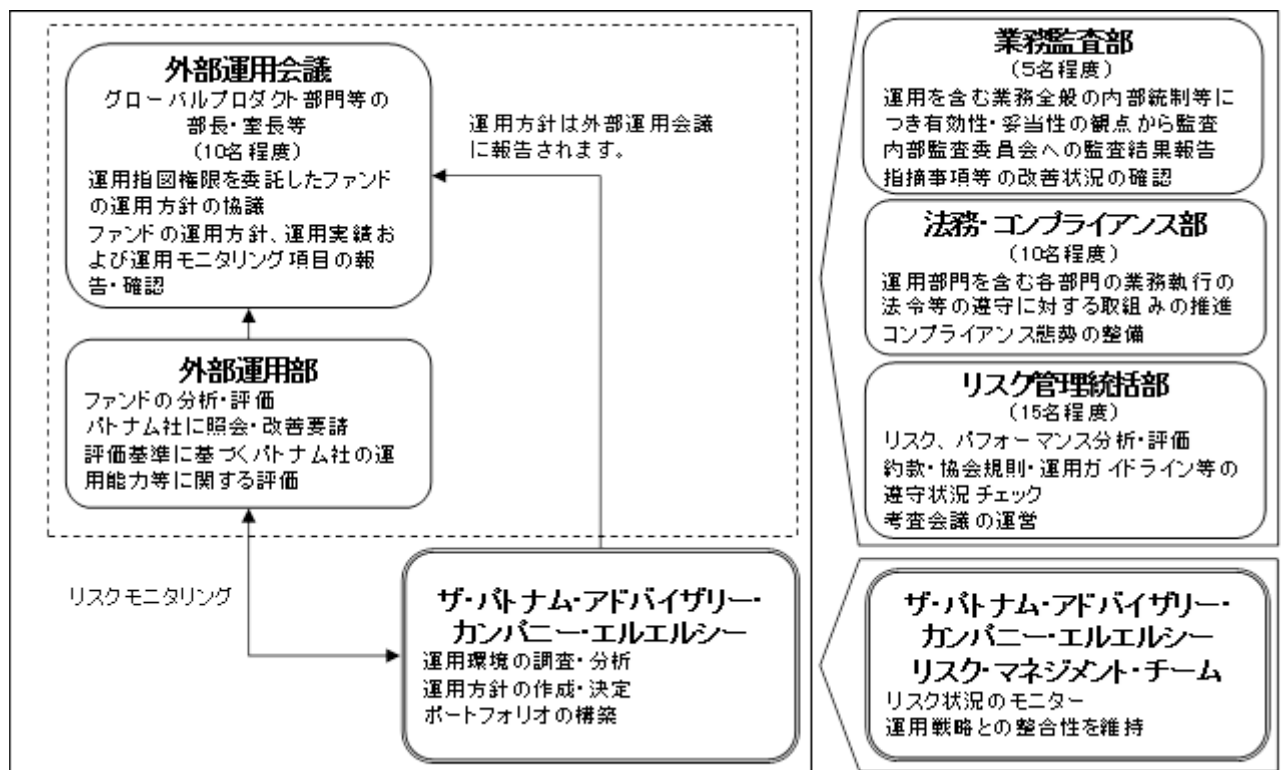 外部運用会議
グローバルプロダクト部門等の
部長・室長等
(10名程度)
運用指図権限を委託したファンド
の運用方針の協議
ファンドの運用方針、運用実績お
よび運用モニタリング項目の報
告・確認
運用方針は外部運用会議
に報告されます。
外部運用部
ファンドの分析・評価
パトナム社に照会・改善要請
評価基準に基づくパトナム社の運
用能力等に関する評価
リスクモニタリング
ザ・パトナム・アドバイザリー・
カンパニー・エルエルシー
運用環境の調査・分析
運用方針の作成・決定
ポートフォリオの構築
業務監査部
(5名程度)
運用を含む業務全般の内部統制等に
つき有効性・妥当性の観点から監査
内部監査委員会への監査結果報告
指摘事項等の改善状況の確認
法務・コンプライアンス部
(10名程度)
運用部門を含む各部門の業務執行の
法令等の遵守に対する取組みの推進
コンプライアンス態勢の整備
リスク管理統括部
(15名程度)
リスク、パフォーマンス分析・評価
約款・協会規則・運用ガイドライン等の
遵守状況チェック
考査会議の運営
ザ・パトナム・アドバイザリー・
カンパニー・エルエルシー
リスク・マネジメント・チーム
リスク状況のモニター
運用戦略との整合性を維持